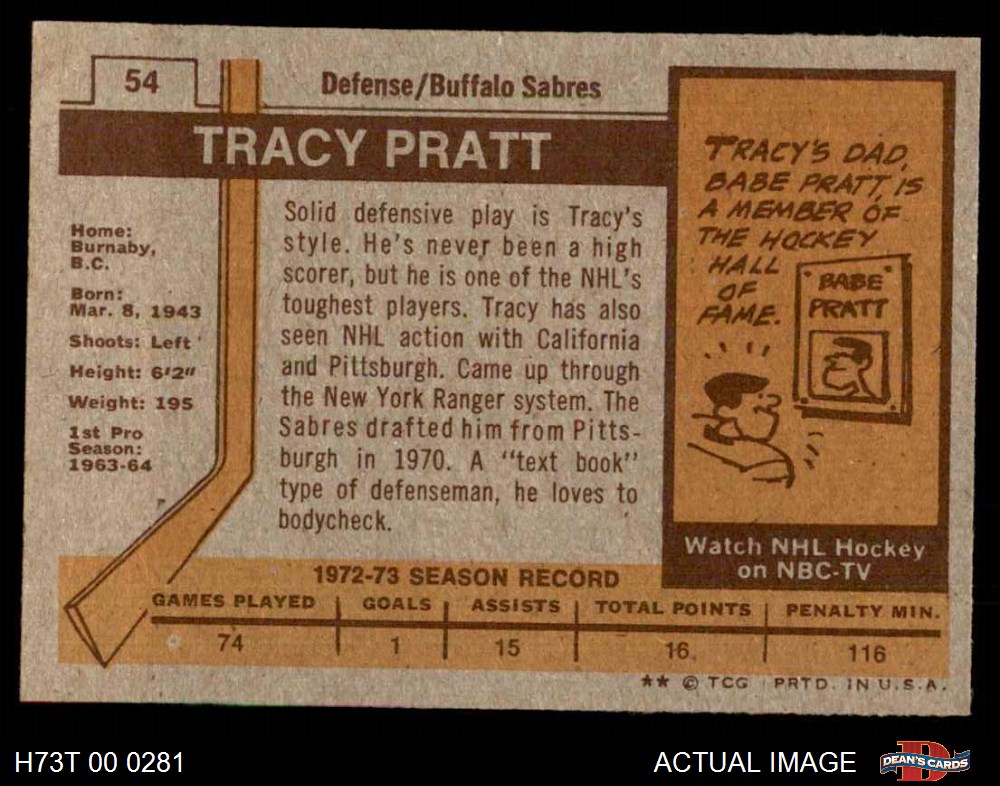 54
Defense/Buffalo Sabres
TRACY PRATT
Home:
Burnaby,
B.C.
Born:
Mar. 8, 1943
Shoots: Left
Height: 6'2"
Weight: 195
1st Pro
Season:
1963-64
Solid defensive play is Tracy's
style. He's never been a high
scorer, but he is one of the NHL's
toughest players. Tracy has also
seen NHL action with California
and Pittsburgh. Came up through
the New York Ranger system. The
Sabres drafted him from Pitts-
burgh in 1970. A "text book"
type of defenseman, he loves to
bodycheck.
TRACY'S DAD,
BABE PRATT, IS
A MEMBER OF
THE HOCKEY
HALL
OF
FAME.
BABE
PRATT
Watch NHL Hockey
on NBC-TV
1972-73 SEASON RECORD
GAMES PLAYED GOALS ASSISTS TOTAL POINTS PENALTY MIN.
74 1 15 16 116
** © TCG PRTD. IN U.S.A.
H73T 00 0281
ACTUAL IMAGE
D
DEAN'S CARDS